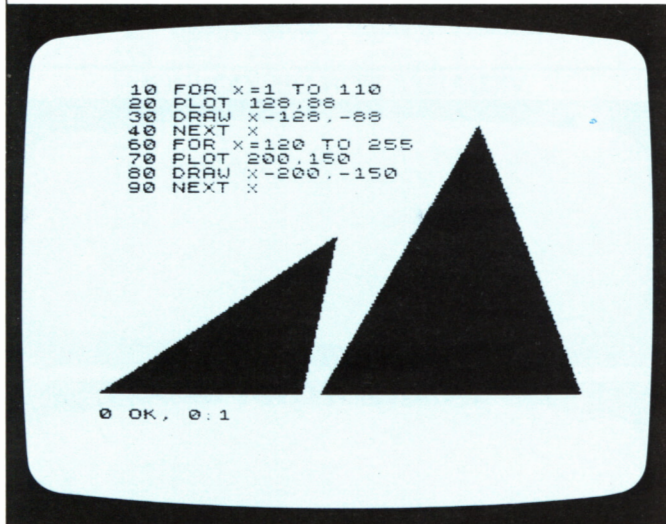 10 FOR x=1 TO 110
20 PLOT 128,88
30 DRAW x-128,-88
40 NEXT x
60 FOR x=120 TO 255
70 PLOT 200,150
80 DRAW x-200,-150
90 NEXT x
0 OK, 0:1